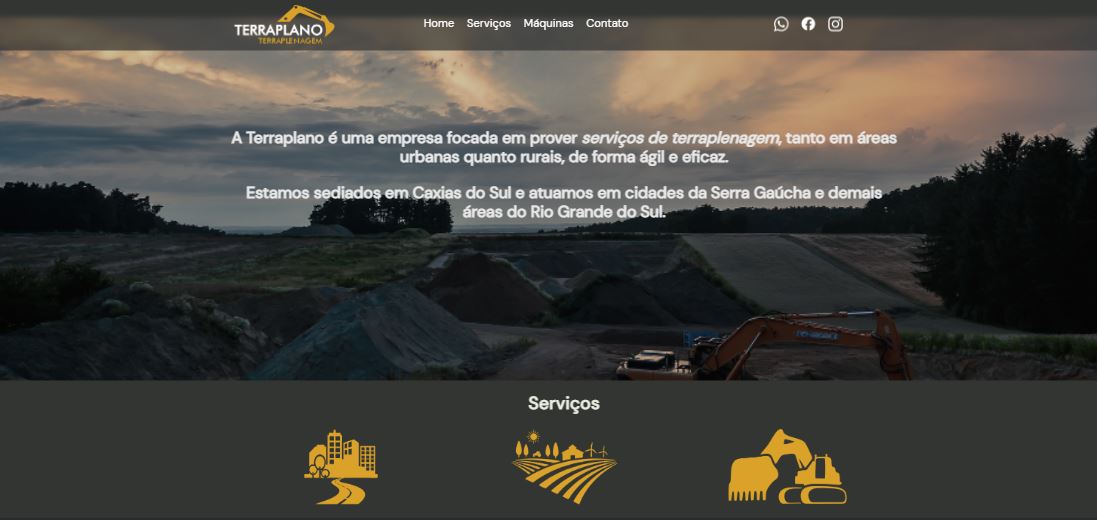 TERRAPLANO
TERRAPLENAGEM
Home Serviços Máquinas Contato
A Terraplano é uma empresa focada em prover serviços de terraplenagem, tanto em áreas
urbanas quanto rurais, de forma ágil e eficaz.
Estamos sediados em Caxias do Sul e atuamos em cidades da Serra Gaúcha e demais
áreas do Rio Grande do Sul.
Serviços